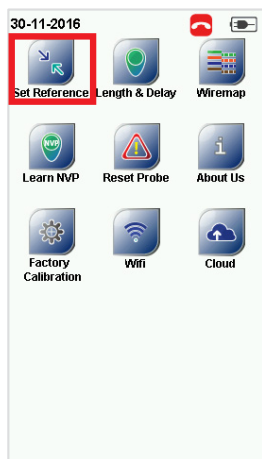 30-11-2016
Set Reference Length & Delay Wiremap
NVP
i
Learn NVP Reset Probe About Us
Factory Wifi Cloud
Calibration